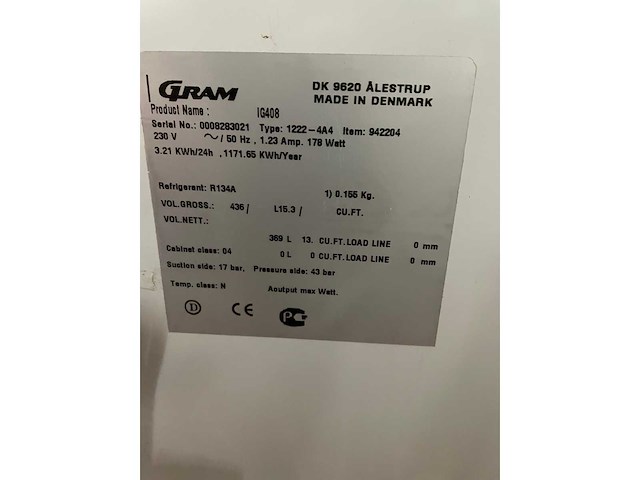 GRAM DK 9620 ÅLESTRUP
MADE IN DENMARK
Product Name : IG408
Serial No.: 0008283021 Type: 1222-4A4 Item: 942204
230 V ~/ 50 Hz , 1.23 Amp. 178 Watt
3.21 KWh/24h , 1171.65 KWh/Year
Refrigerant: R134A 1) 0.155 Kg.
VOL.GROSS.: 436 / L15.3 / CU.FT.
VOL.NETT.:
369 L 13. CU.FT.LOAD LINE 0 mm
Cabinet class: 04 0 L 0 CU.FT.LOAD LINE 0 mm
Suction side: 17 bar, Pressure side: 43 bar
Temp. class: N Aoutput max Watt.
D CE PC